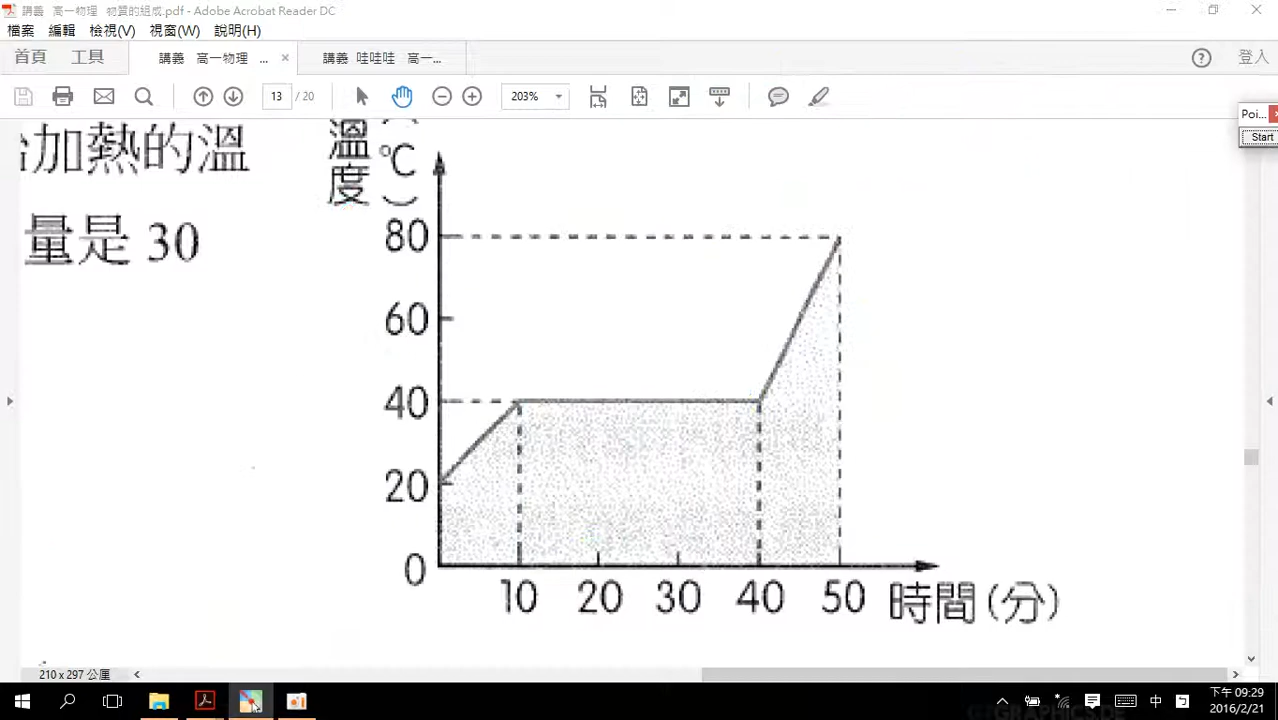 講義 高一物理 物質的組成.pdf - Adobe Acrobat Reader DC
檔案 編輯 檢視(V) 視窗(W) 說明(H)
首頁 工具 講義 高一物理 ... × 講義 哇哇哇 高一... 登入
13 / 20 203%
Poi...
Start
加熱的溫
量是 30
溫度
℃
80
60
40
20
0
10 20 30 40 50 時間(分)
210 x 297 公厘
中 下午 09:29
2016/2/21